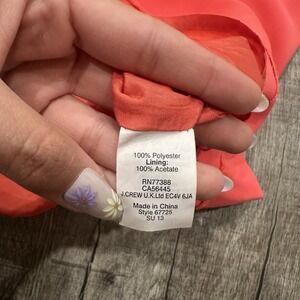 100% Polyester
Lining:
100% Acetate
RN77388
CA56445
J.CREW U.K.Ltd EC4V 6JA
Made in China
Style 67725
SU 13